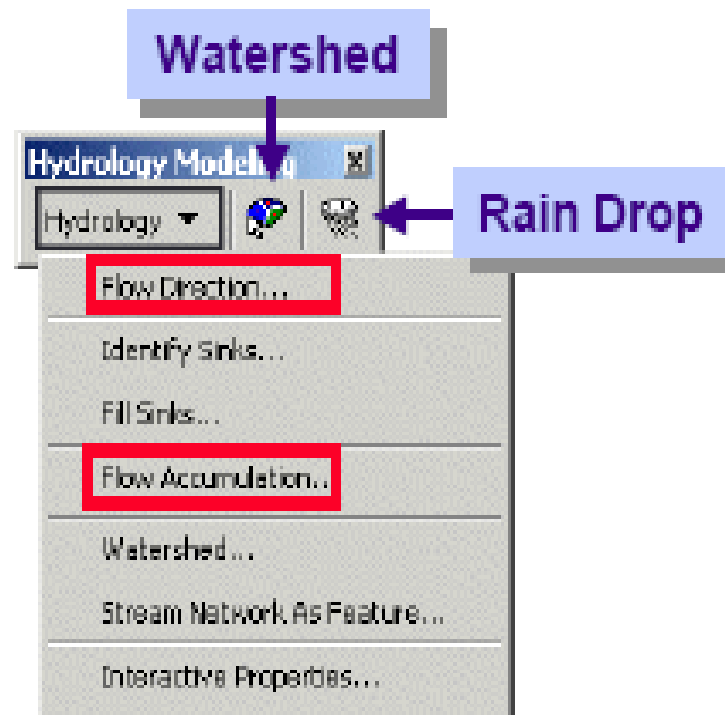 Watershed
Hydrology Modeling
Hydrology
Rain Drop
Flow Direction...
Identify Sinks...
Fill Sinks...
Flow Accumulation..
Watershed...
Stream Network As Feature...
Interactive Properties...